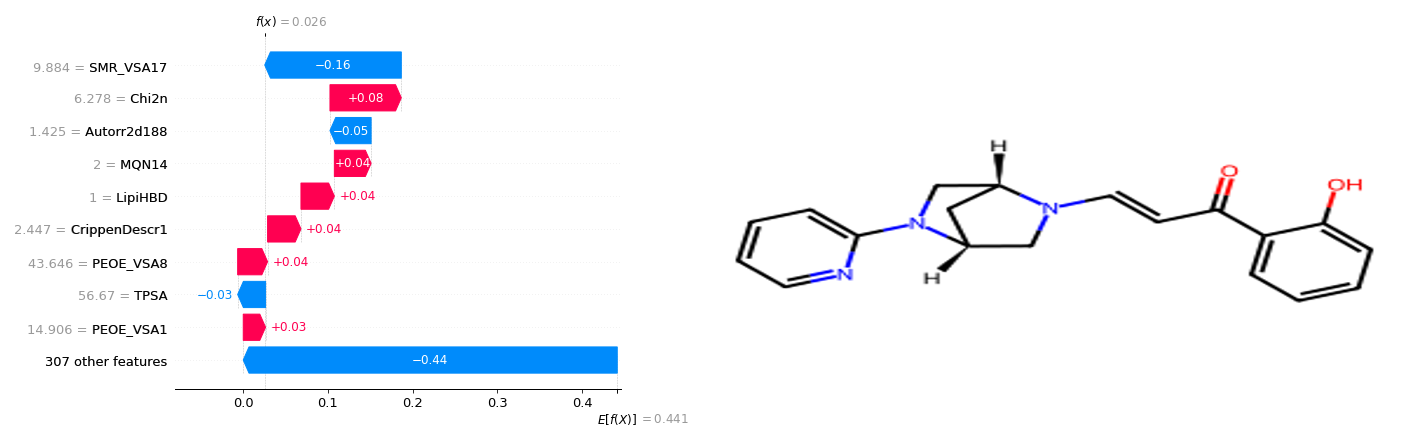 f(x) = 0.026
9.884 = SMR_VSA17 −0.16
6.278 = Chi2n +0.08
1.425 = Autorr2d188 −0.05
2 = MQN14 +0.04
1 = LipiHBD +0.04
2.447 = CrippenDescr1 +0.04
43.646 = PEOE_VSA8 +0.04
56.67 = TPSA −0.03
14.906 = PEOE_VSA1 +0.03
307 other features −0.44
0.0 0.1 0.2 0.3 0.4
E[f(X)] = 0.441
H
O
OH
N
N
N
H